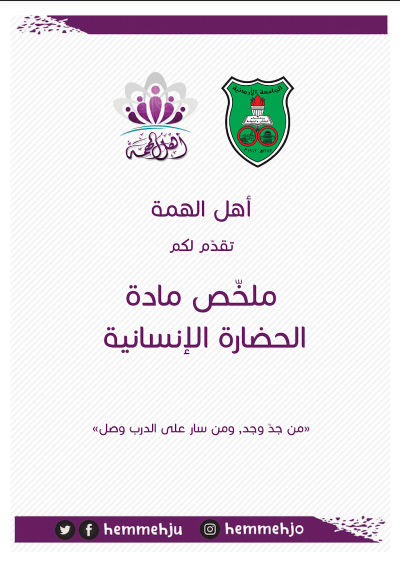 الجامعة الأردنية
أهل الهمة
أهل الهمة
تقدّم لكم
ملخّص مادة
الحضارة الإنسانية
«من جدّ وجد, ومن سار على الدرب وصل»
hemmehju
hemmehjo